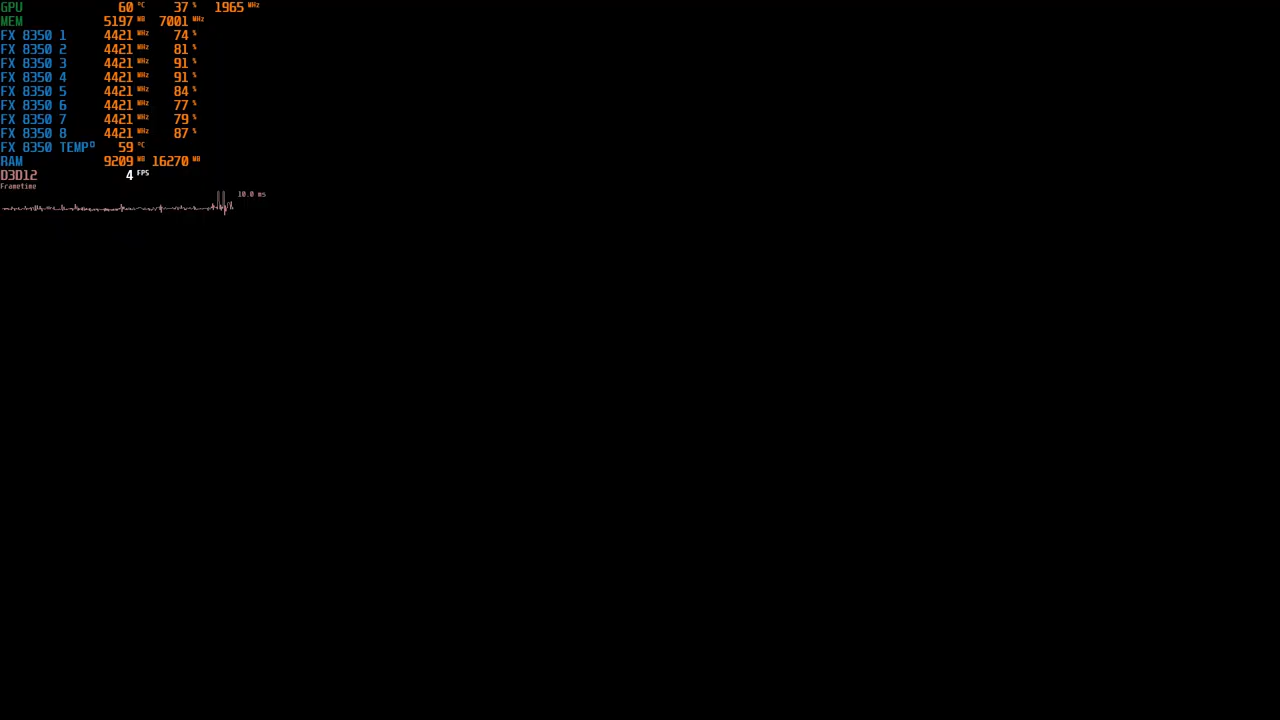 GPU 60 °C 37 % 1965 MHz
MEM 5197 MB 7001 MHz
FX 8350 1 4421 MHz 74 %
FX 8350 2 4421 MHz 81 %
FX 8350 3 4421 MHz 91 %
FX 8350 4 4421 MHz 91 %
FX 8350 5 4421 MHz 84 %
FX 8350 6 4421 MHz 77 %
FX 8350 7 4421 MHz 79 %
FX 8350 8 4421 MHz 87 %
FX 8350 TEMPº 59 °C
RAM 9209 MB 16270 MB
D3D12 4 FPS
Frametime
10.0 ms